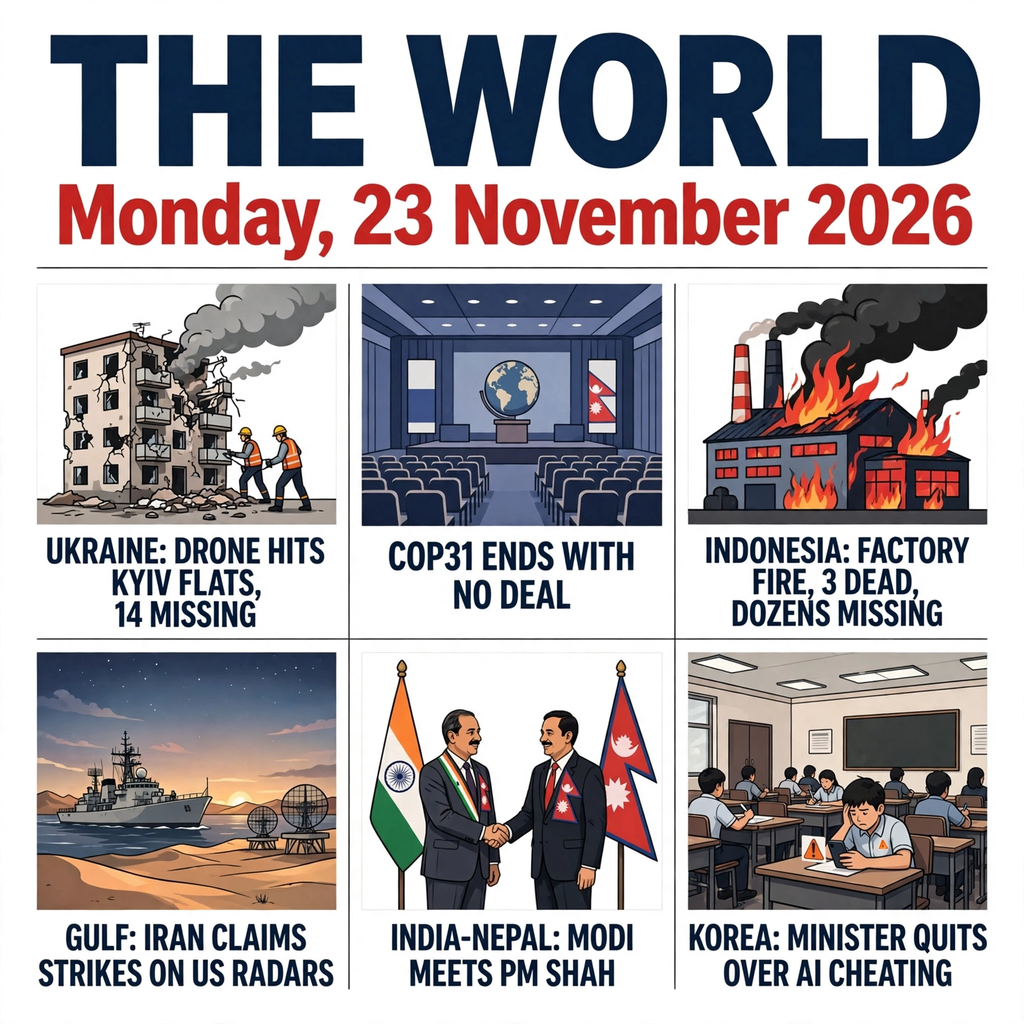 THE WORLD
Monday, 23 November 2026
UKRAINE: DRONE HITS
KYIV FLATS,
14 MISSING
COP31 ENDS WITH
NO DEAL
INDONESIA: FACTORY
FIRE, 3 DEAD,
DOZENS MISSING
GULF: IRAN CLAIMS
STRIKES ON US RADARS
INDIA-NEPAL: MODI
MEETS PM SHAH
KOREA: MINISTER QUITS
OVER AI CHEATING